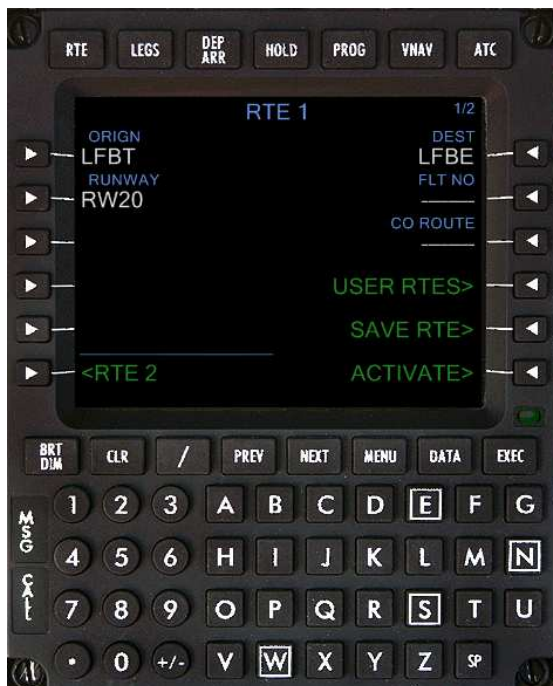 RTE LEGS DEP ARR HOLD PROG VNAV ATC
RTE 1 1/2
ORIGN DEST
LFBT LFBE
RUNWAY FLT NO
RW20 -----
CO ROUTE
-----
USER RTES>
SAVE RTE>
<RTE 2 ACTIVATE>
BRT DIM CLR / PREV NEXT MENU DATA EXEC
1 2 3 A B C D E F G
MSG
4 5 6 H I J K L M N
7 8 9 O P Q R S T U
. 0 +/- V W X Y Z SP